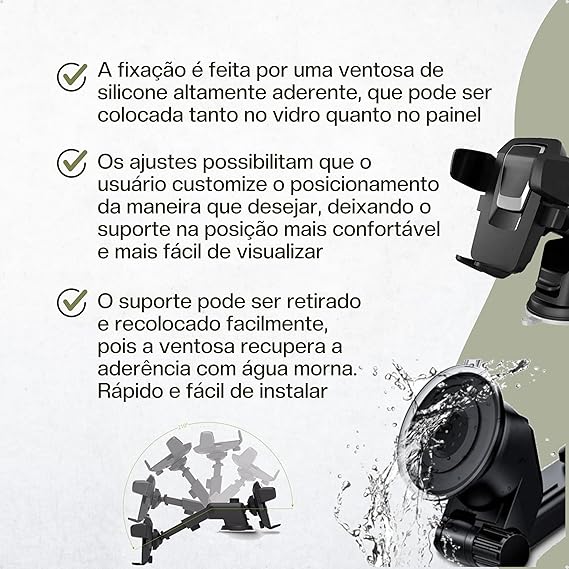 A fixação é feita por uma ventosa de
silicone altamente aderente, que pode ser
colocada tanto no vidro quanto no painel
Os ajustes possibilitam que o
usuário customize o posicionamento
da maneira que desejar, deixando o
suporte na posição mais confortável
e mais fácil de visualizar
O suporte pode ser retirado
e recolocado facilmente,
pois a ventosa recupera a
aderência com água morna.
Rápido e fácil de instalar